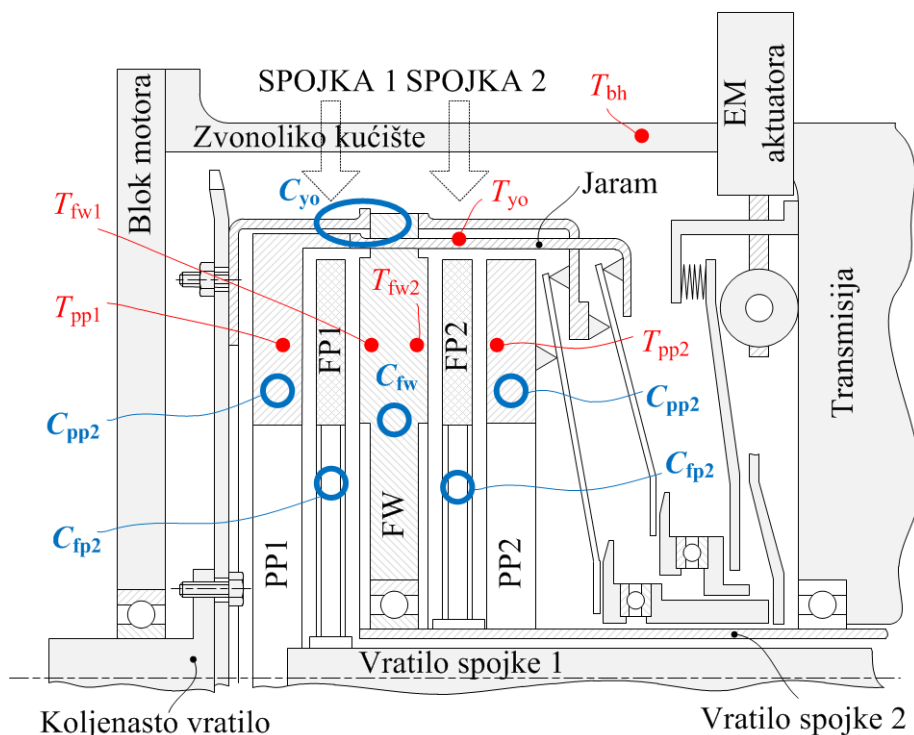 SPOJKA 1 SPOJKA 2
EM
aktuatora
Blok motora
Zvonoliko kućište
T_bh
C_yo
T_yo
Jaram
T_fw1
T_fw2
T_pp1
FP1
FP2
T_pp2
C_fw
C_pp2
C_pp2
Transmisija
C_fp2
C_fp2
FW
PP1
PP2
Vratilo spojke 1
Koljenasto vratilo
Vratilo spojke 2